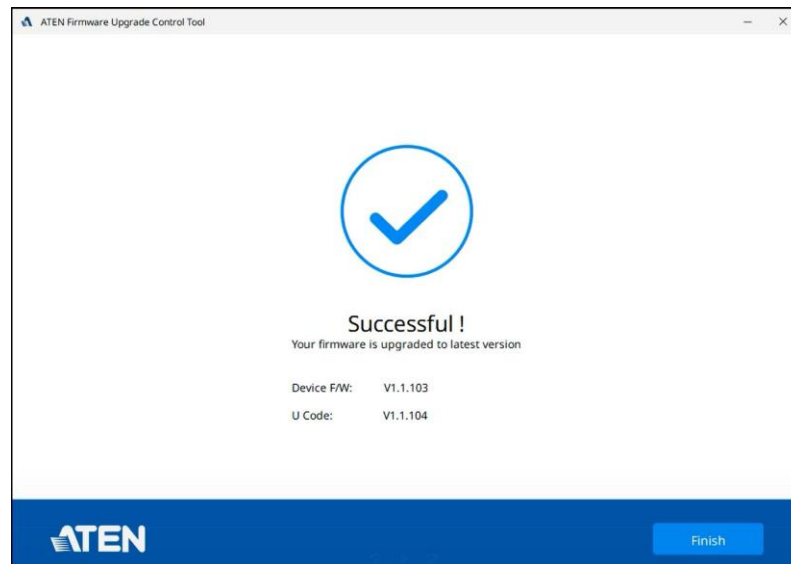 ATEN Firmware Upgrade Control Tool
Successful !
Your firmware is upgraded to latest version
Device F/W: V1.1.103
U Code: V1.1.104
ATEN
Finish